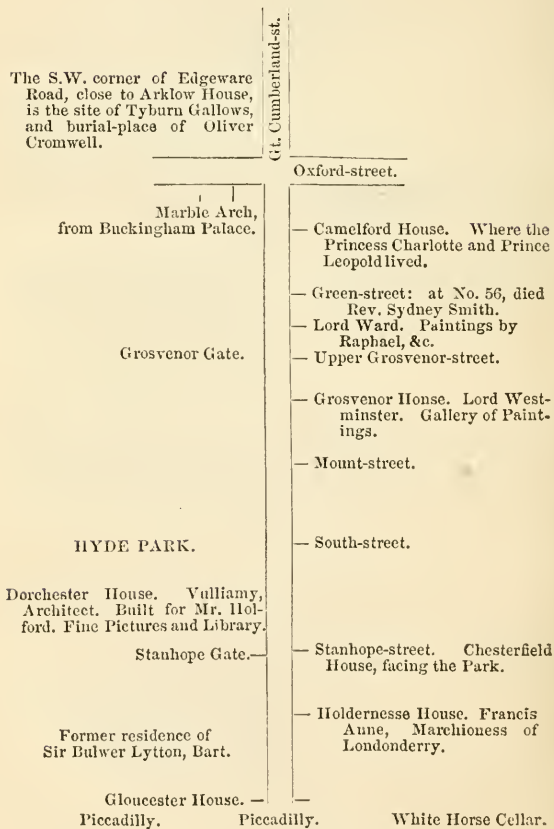 Gt. Cumberland-st.
The S.W. corner of Edgeware
Road, close to Arklow House,
is the site of Tyburn Gallows,
and burial-place of Oliver
Cromwell.
Oxford-street.
Marble Arch,
from Buckingham Palace.
— Camelford House. Where the
Princess Charlotte and Prince
Leopold lived.
— Green-street: at No. 56, died
Rev. Sydney Smith.
— Lord Ward. Paintings by
Raphael, &c.
Grosvenor Gate.
— Upper Grosvenor-street.
— Grosvenor House. Lord West-
minster. Gallery of Paint-
ings.
— Mount-street.
HYDE PARK.
— South-street.
Dorchester House. Vulliamy,
Architect. Built for Mr. Hol-
ford. Fine Pictures and Library.
Stanhope Gate.—
— Stanhope-street. Chesterfield
House, facing the Park.
— Holdernesse House. Francis
Anne, Marchioness of
Londonderry.
Former residence of
Sir Bulwer Lytton, Bart.
Gloucester House. —
Piccadilly. Piccadilly. White Horse Cellar.